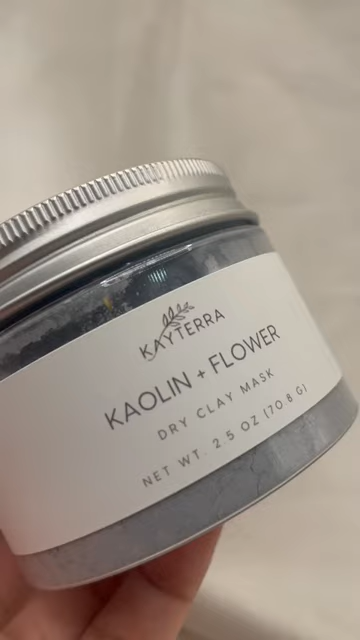 KAYTERRA
KAOLIN + FLOWER
DRY CLAY MASK
NET WT. 2.5 OZ (70.8 G)